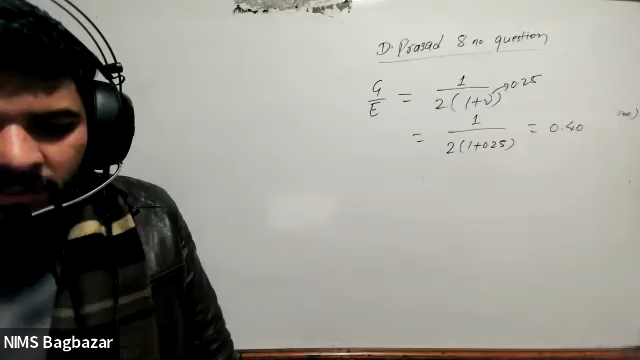 D. Prasad 8 no question
G/E = 1/2(1+ν) → 0.25
= 1/2(1+0.25) = 0.40
NIMS Bagbazar